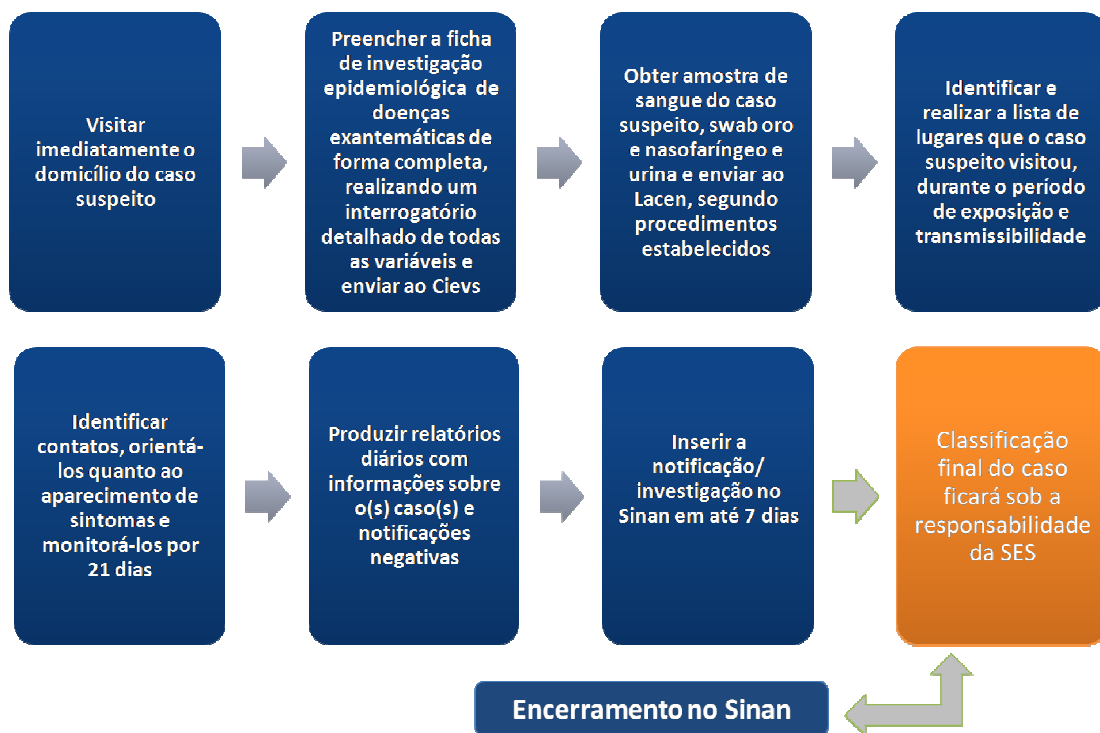 Visitar
imediatamente o
domicílio do caso
suspeito
Preencher a ficha
de investigação
epidemiológica de
doenças
exantemáticas de
forma completa,
realizando um
interrogatório
detalhado de todas
as variáveis e
enviar ao Cievs
Obter amostra de
sangue do caso
suspeito, swab oro
e nasofaríngeo e
urina e enviar ao
Lacen, segundo
procedimentos
estabelecidos
Identificar e
realizar a lista de
lugares que o caso
suspeito visitou,
durante o período
de exposição e
transmissibilidade
Identificar
contatos, orientá-
los quanto ao
aparecimento de
sintomas e
monitorá-los por
21 dias
Produzir relatórios
diários com
informações sobre
o(s) caso(s) e
notificações
negativas
Inserir a
notificação/
investigação no
Sinan em até 7 dias
Classificação
final do caso
ficará sob a
responsabilidade
da SES
Encerramento no Sinan